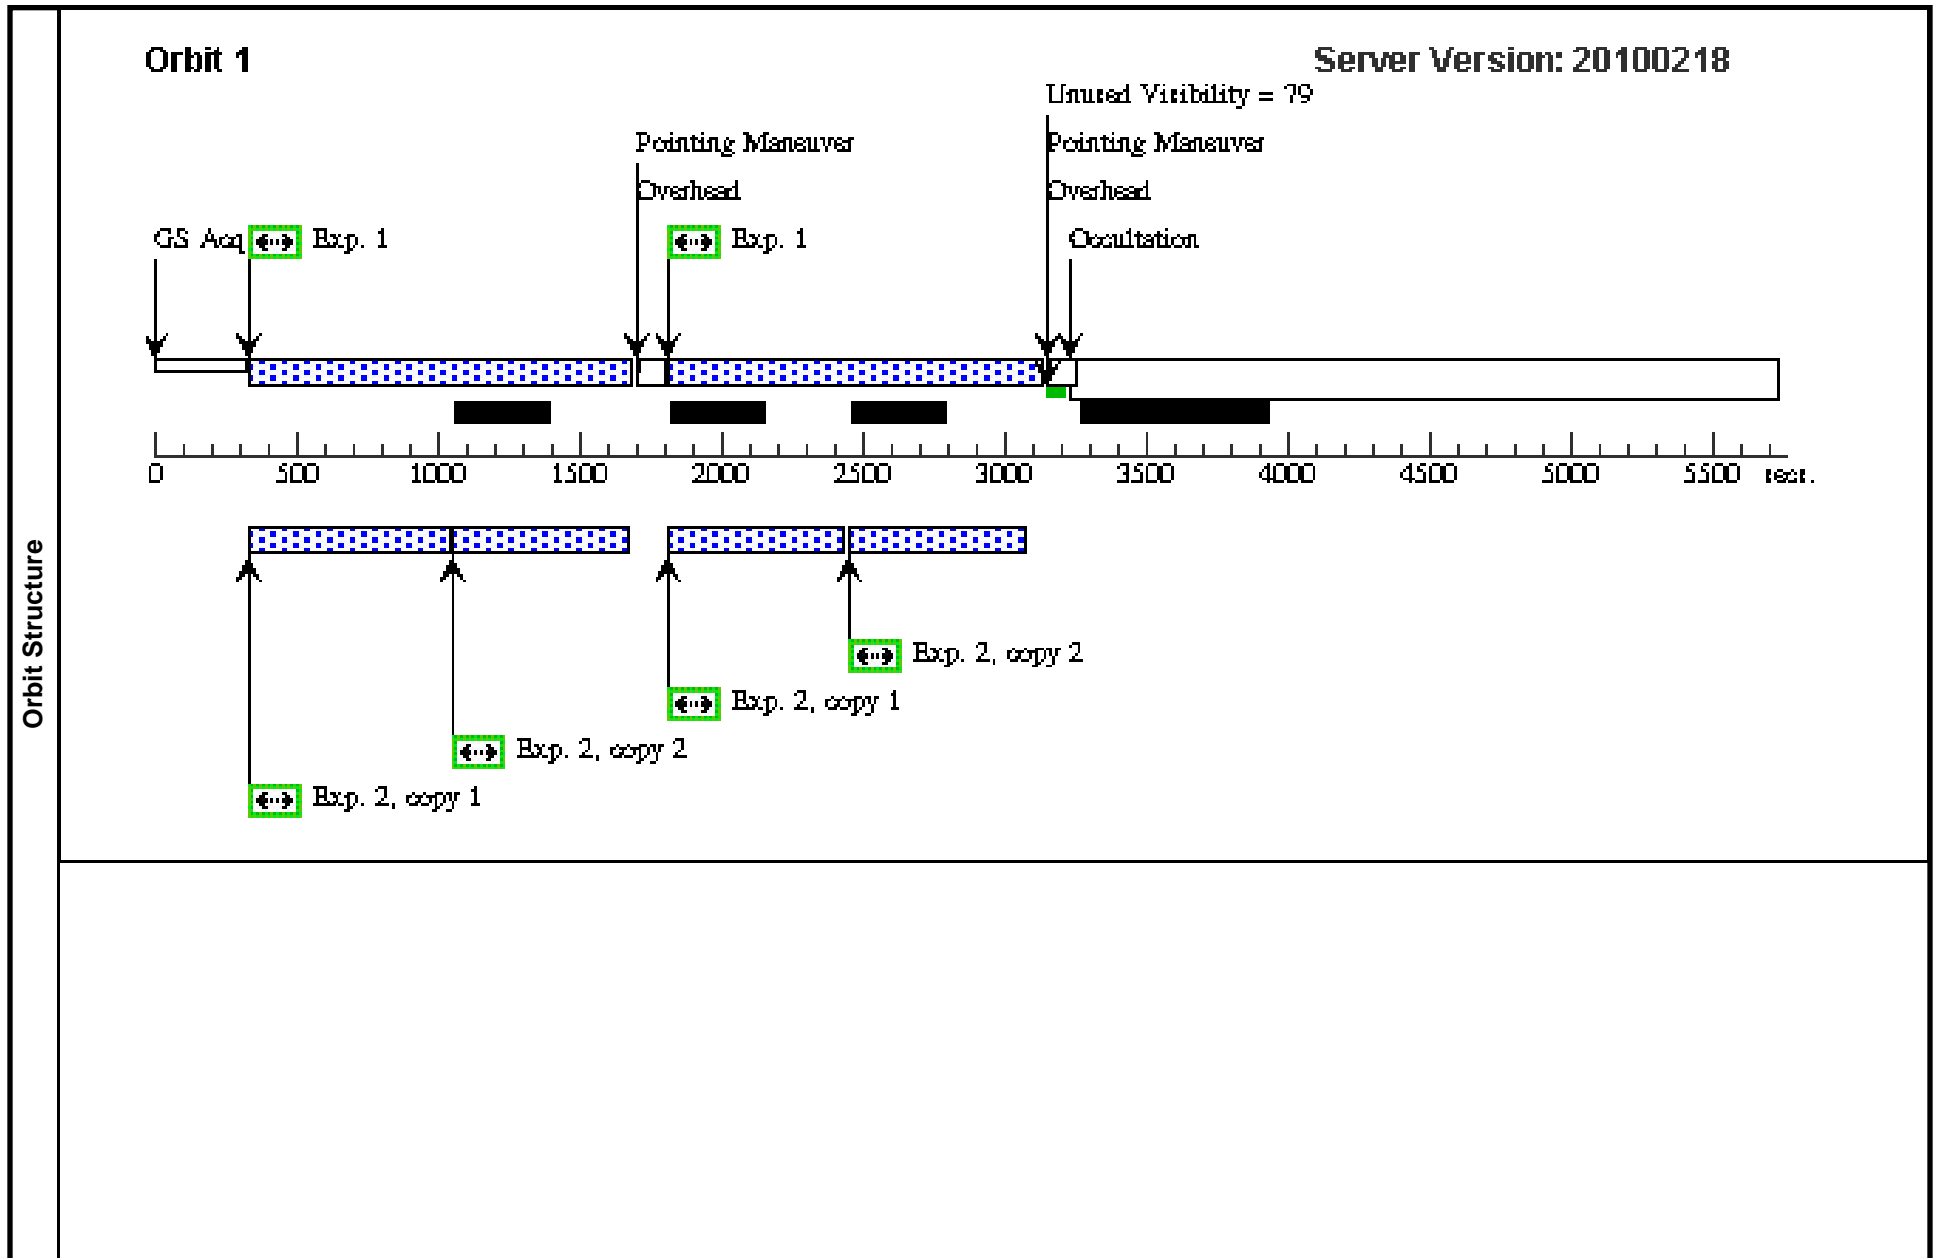 Orbit 1
Server Version: 20100218
Unused Visibility = 79
Pointing Maneuver
Pointing Maneuver
Overhead
Overhead
GS Acq
Exp. 1
Exp. 1
Occultation
0 500 1000 1500 2000 2500 3000 3500 4000 4500 5000 5500 secs.
Exp. 2, copy 2
Exp. 2, copy 1
Exp. 2, copy 2
Exp. 2, copy 1
Orbit Structure